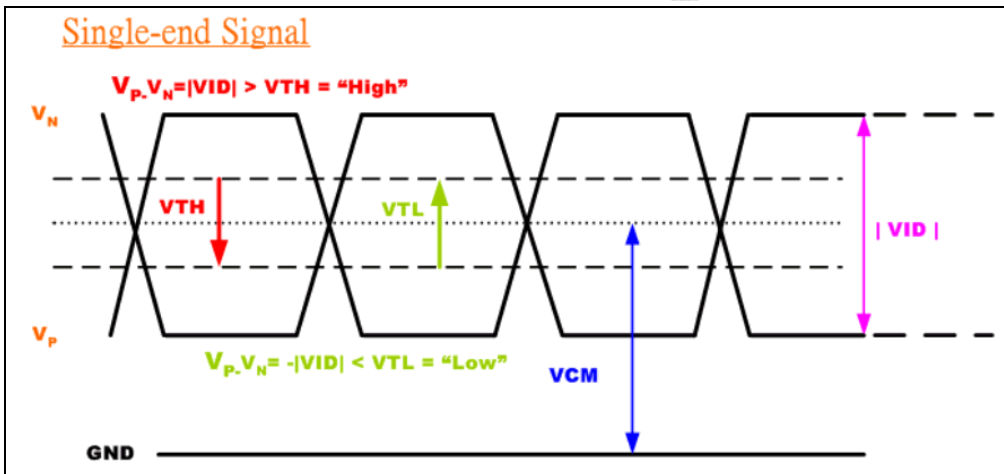 Single-end Signal
VP-VN=|VID| > VTH = “High”
VN
VTH
VTL
| VID |
VP
VP-VN= -|VID| < VTL = “Low”
VCM
GND